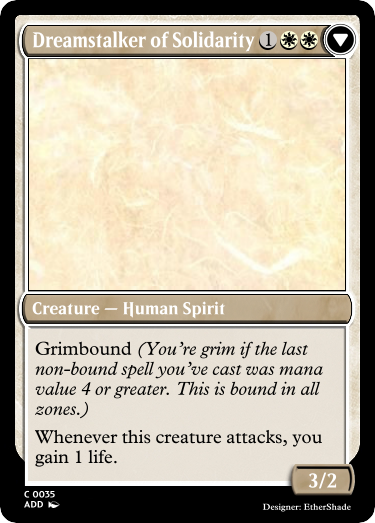 Dreamstalker of Solidarity 1
Creature — Human Spirit
Grimbound (You're grim if the last
non-bound spell you've cast was mana
value 4 or greater. This is bound in all
zones.)
Whenever this creature attacks, you
gain 1 life.
3/2
C 0035
ADD
Designer: EtherShade